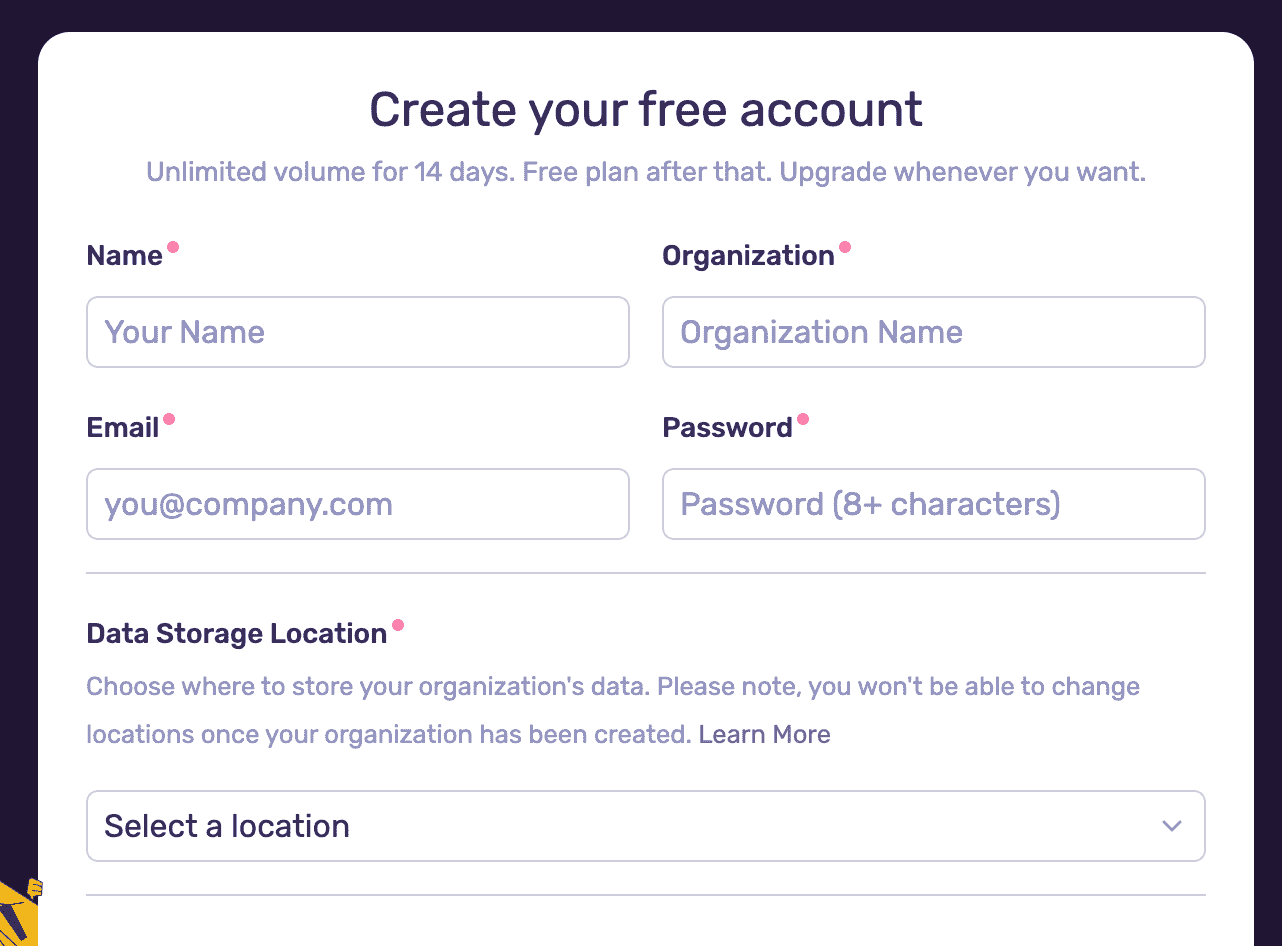 Create your free account
Unlimited volume for 14 days. Free plan after that. Upgrade whenever you want.
Name
Organization
Your Name
Organization Name
Email
Password
you@company.com
Password (8+ characters)
Data Storage Location
Choose where to store your organization's data. Please note, you won't be able to change
locations once your organization has been created. Learn More
Select a location